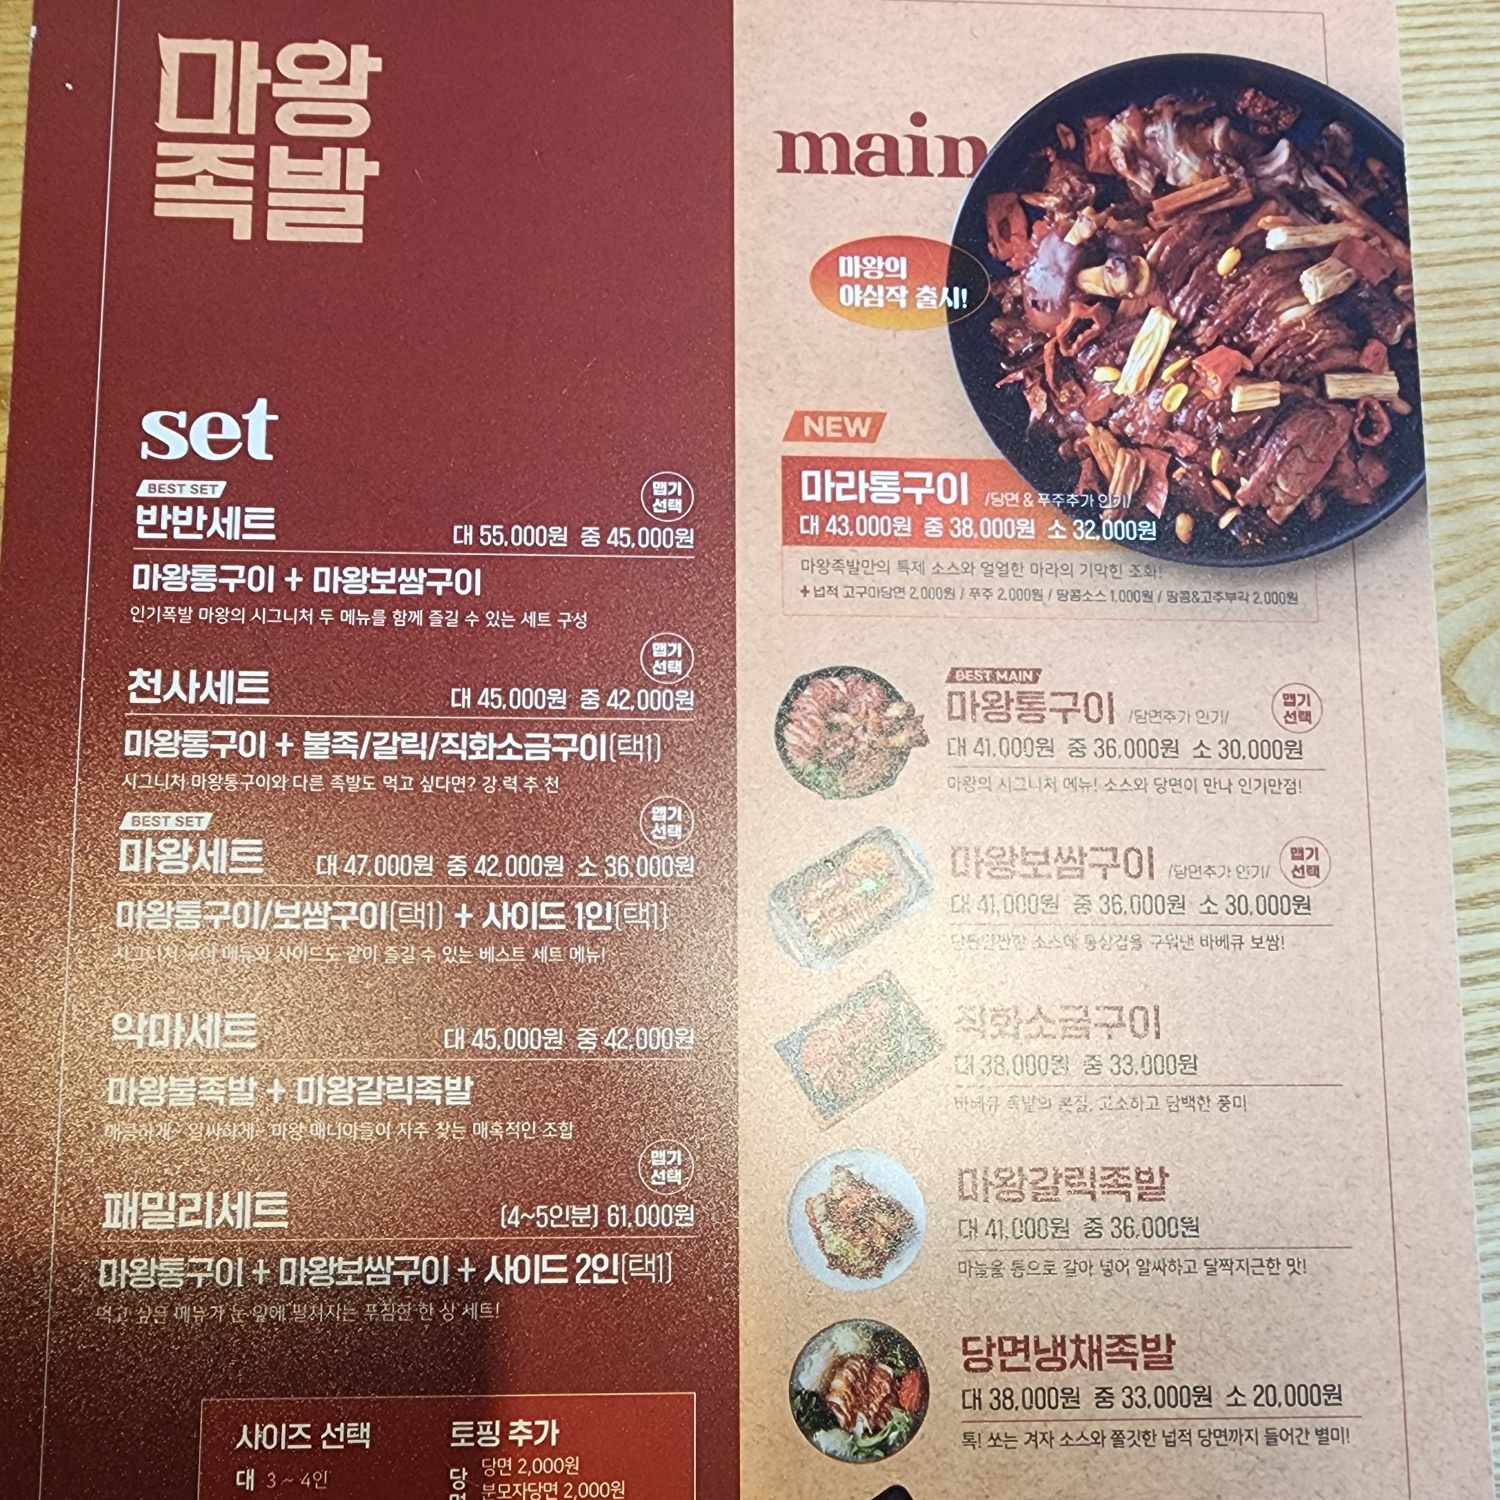 마왕
족발
set
BEST SET
반반세트
맵기
선택
대 55,000원 중 45,000원
마왕통구이 + 마왕보쌈구이
인기폭발 마왕의 시그니처 두 메뉴를 함께 즐길 수 있는 세트 구성
천사세트
맵기
선택
대 45,000원 중 42,000원
마왕통구이 + 불족/갈릭/직화소금구이(택1)
시그니처 마왕통구이와 다른 족발도 먹고 싶다면? 강.력 추 천
BEST SET
마왕세트
맵기
선택
대 47,000원 중 42,000원 소 36,000원
마왕통구이/보쌈구이(택1) + 사이드 1인(택1)
시그니처 구이 메뉴와 사이드도 같이 즐길 수 있는 베스트 세트 메뉴!
악마세트
대 45,000원 중 42,000원
마왕불족발 + 마왕갈릭족발
매콤하게~ 알싸하게~ 마왕 매니아들이 자주 찾는 매혹적인 조합
패밀리세트
맵기
선택
(4~5인분) 61,000원
마왕통구이 + 마왕보쌈구이 + 사이드 2인(택1)
먹고 싶은 메뉴가 눈 앞에 펼쳐지는 푸짐한 한 상 세트!
사이즈 선택
대 3 ~ 4인
토핑 추가
당면 2,000원
분모자당면 2,000원
main
마왕의
야심작 출시!
NEW
마라통구이 /당면 & 푸주추가 인기/
대 43,000원 중 38,000원 소 32,000원
마왕족발만의 특제 소스와 얼얼한 마라의 기막힌 조화!
+ 넙적 고구마당면 2,000원 / 푸주 2,000원 / 땅콩소스 1,000원 / 땅콩&고추부각 2,000원
BEST MAIN
마왕통구이 /당면추가 인기/
맵기
선택
대 41,000원 중 36,000원 소 30,000원
마왕의 시그니처 메뉴! 소스와 당면이 만나 인기만점!
마왕보쌈구이 /당면추가 인기/
맵기
선택
대 41,000원 중 36,000원 소 30,000원
단짠단짠한 소스에 통삼겹을 구워낸 바베큐 보쌈!
직화소금구이
대 38,000원 중 33,000원
바베큐 족발의 본질, 고소하고 담백한 풍미
마왕갈릭족발
대 41,000원 중 36,000원
마늘을 통으로 갈아 넣어 알싸하고 달짝지근한 맛!
당면냉채족발
대 38,000원 중 33,000원 소 20,000원
톡! 쏘는 겨자 소스와 쫄깃한 넙적 당면까지 들어간 별미!